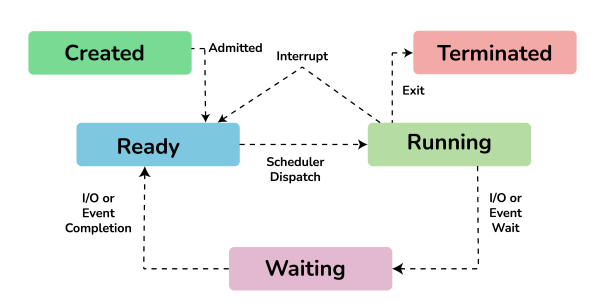 Created
Admitted
Interrupt
Terminated
Exit
Ready
Running
Scheduler
Dispatch
I/O or
Event
Completion
I/O or
Event
Wait
Waiting